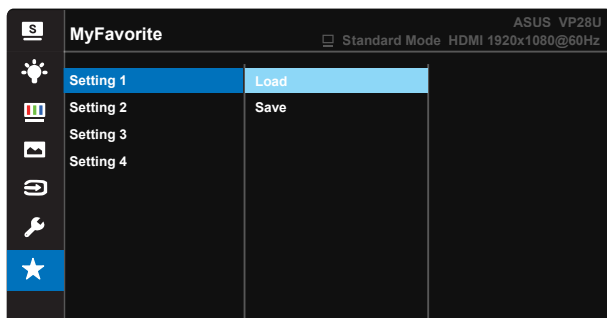 S
MyFavorite
ASUS VP28U
Standard Mode HDMI 1920x1080@60Hz
Setting 1
Load
Setting 2
Save
Setting 3
Setting 4